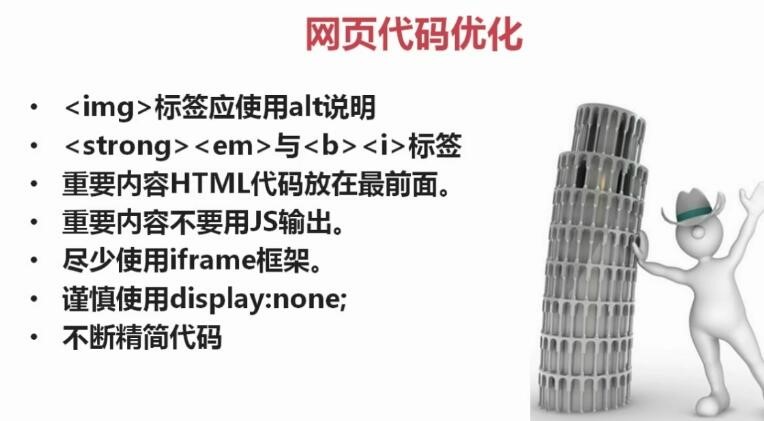 网页代码优化
• <img>标签应使用alt说明
• <strong><em>与<b><i>标签
• 重要内容HTML代码放在最前面。
• 重要内容不要用JS输出。
• 尽少使用iframe框架。
• 谨慎使用display:none;
• 不断精简代码